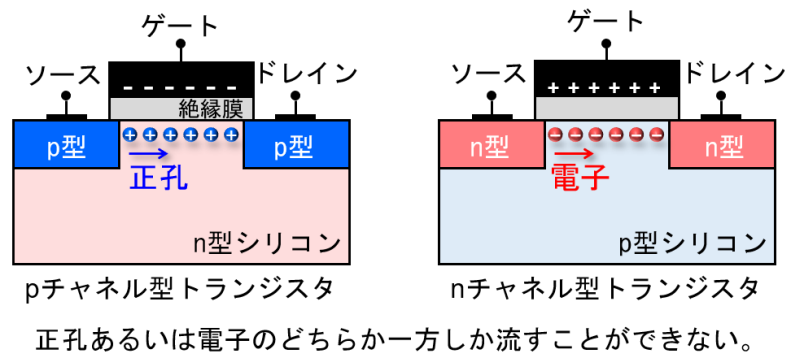 ゲート
ソース
ドレイン
- - - - - -
絶縁膜
+ + + + + +
p型
p型
正孔
n型シリコン
pチャネル型トランジスタ
ゲート
ソース
ドレイン
+ + + + + +
- - - - - -
n型
n型
電子
p型シリコン
nチャネル型トランジスタ
正孔あるいは電子のどちらか一方しか流すことができない。